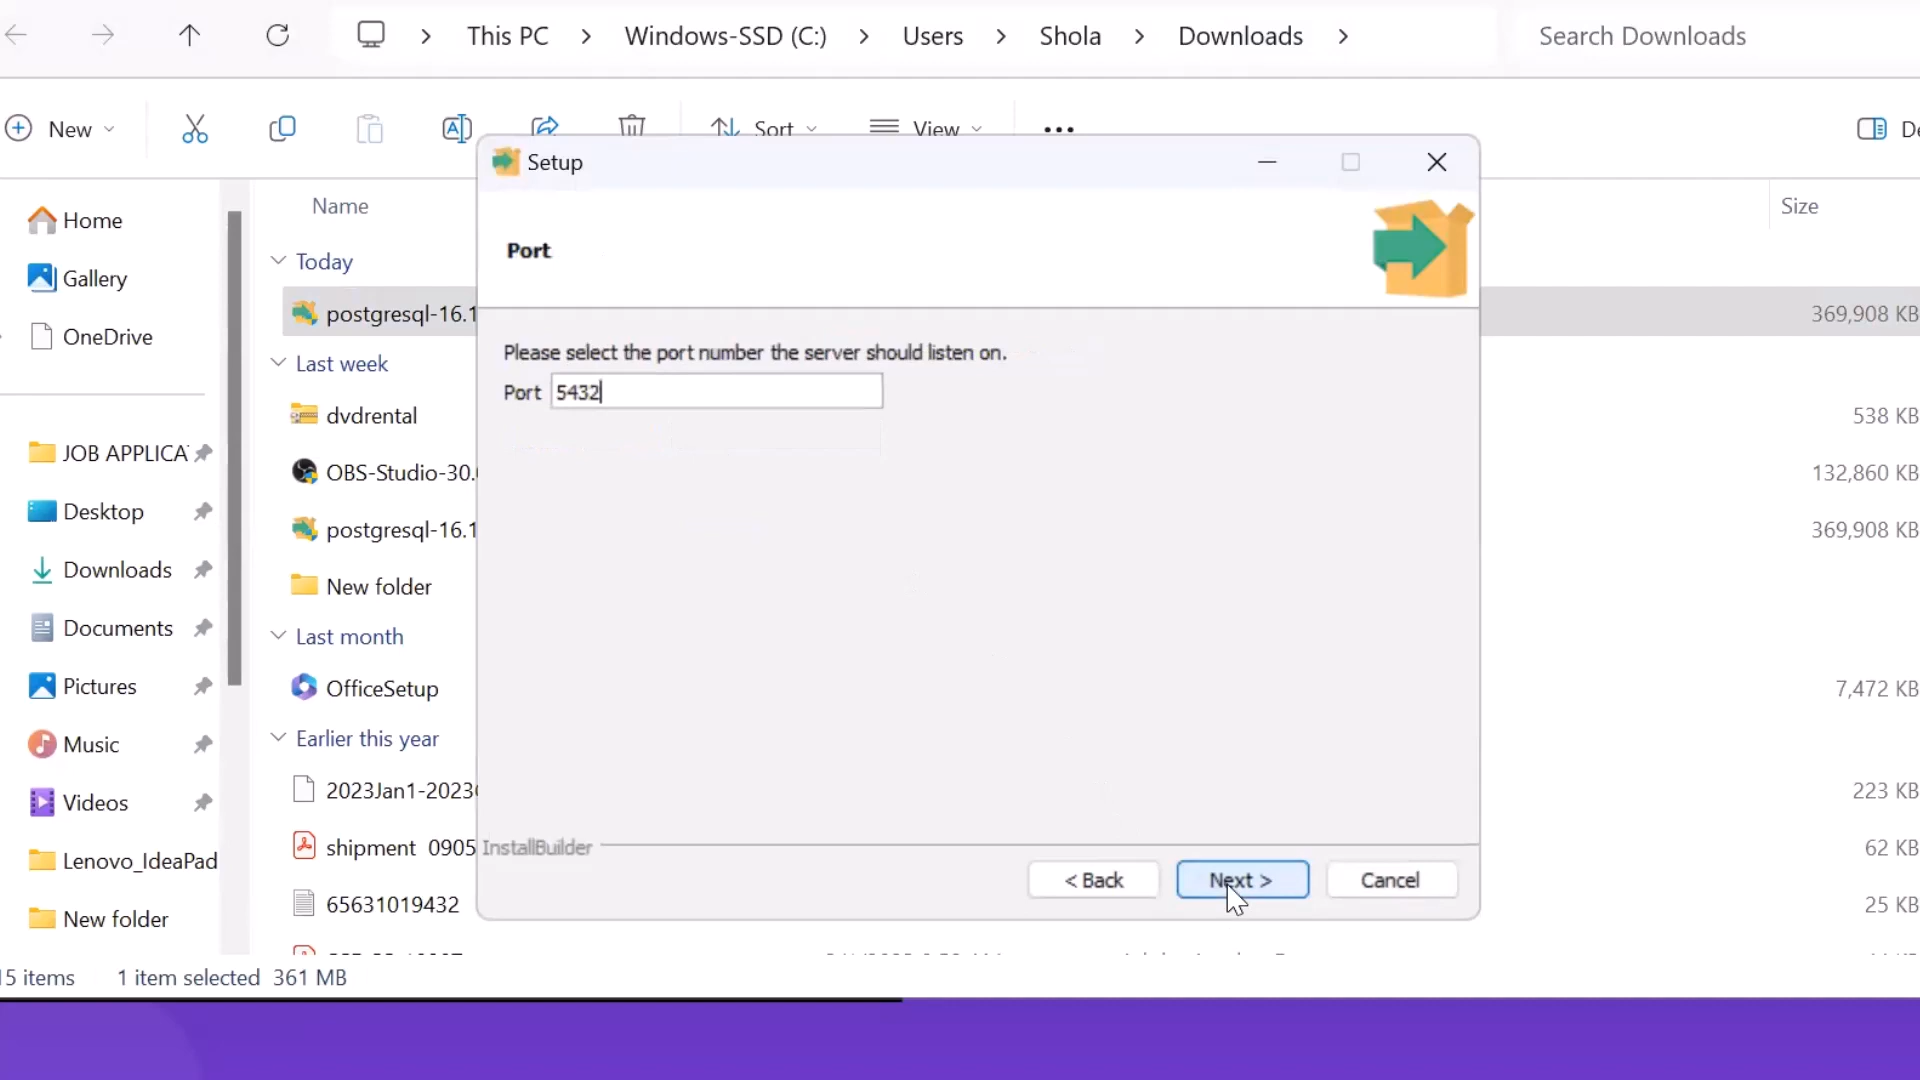 This PC > Windows-SSD (C:) > Users > Shola > Downloads >
Search Downloads
New
Sort
View
•••
Setup
Name
Size
Port
Home
Gallery
OneDrive
JOB APPLICA
Desktop
Downloads
Documents
Pictures
Music
Videos
Lenovo_IdeaPad
New folder
Today
postgresql-16.1
369,908 KB
Last week
dvdrental
538 KB
OBS-Studio-30.
132,860 KB
postgresql-16.1
369,908 KB
New folder
Last month
OfficeSetup
7,472 KB
Earlier this year
2023Jan1-2023
223 KB
shipment 0905
62 KB
65631019432
25 KB
Please select the port number the server should listen on.
Port 5432
InstallBuilder
< Back
Next >
Cancel
15 items 1 item selected 361 MB